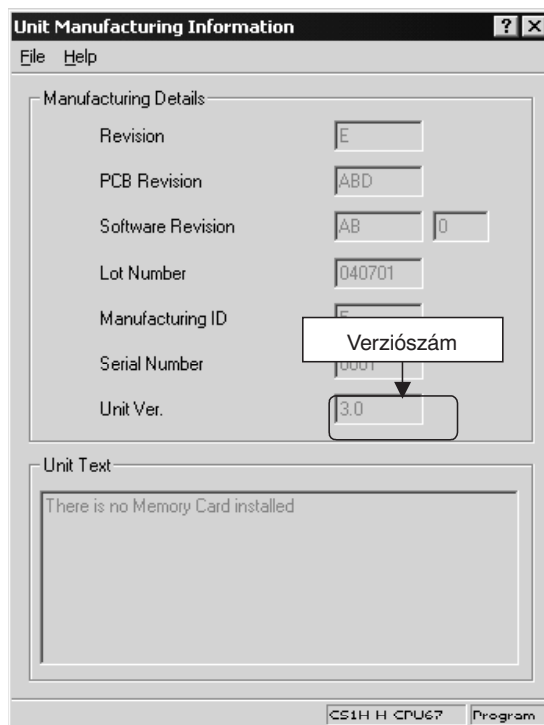 Unit Manufacturing Information
File Help
Manufacturing Details
Revision E
PCB Revision ABD
Software Revision AB 0
Lot Number 040701
Manufacturing ID
Verziószám
Serial Number 0001
Unit Ver. 3.0
Unit Text
There is no Memory Card installed
CS1H-H CPU67 Program